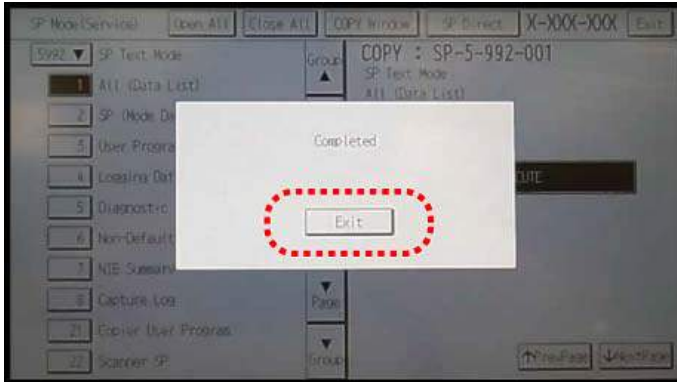 SP Mode(Service) Open All Close All COPY Window SP Direct X-XXX-XXX Exit
5992 ▼ SP Text Mode Group COPY : SP-5-992-001
SP Text Mode
1 All (Data List) All (Data List)
2 SP (Mode Da
3 User Progra Completed
4 Logging Dat CUTE
5 Diagnostic
6 Non-Default Exit
7 NIB Summary
8 Capture Log Page
21 Copier User Program
22 Scanner SP Group ↑PrevPage ↓NextPage